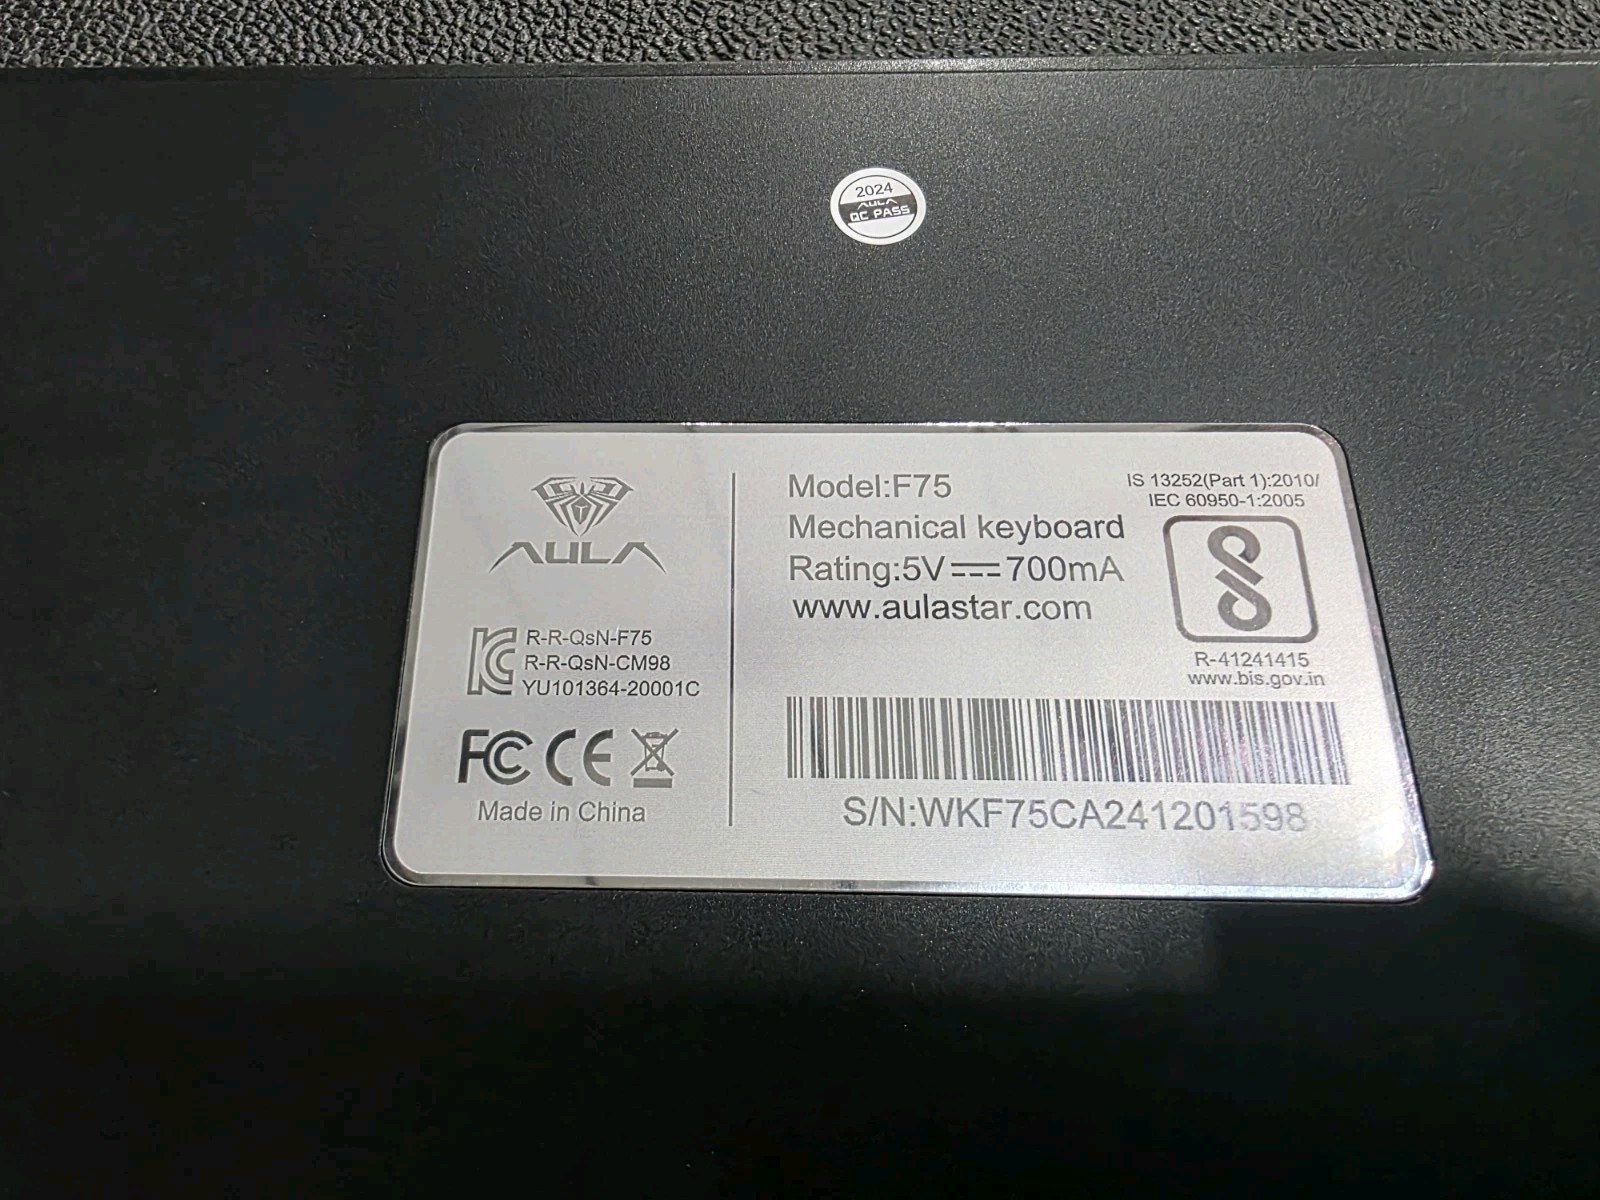 2024
AULA
QC PASS
AULA
R-R-QsN-F75
R-R-QsN-CM98
YU101364-20001C
FC CE
Made in China
Model:F75
Mechanical keyboard
Rating:5V⎓700mA
www.aulastar.com
IS 13252(Part 1):2010/
IEC 60950-1:2005
R-41241415
www.bis.gov.in
S/N:WKF75CA241201598